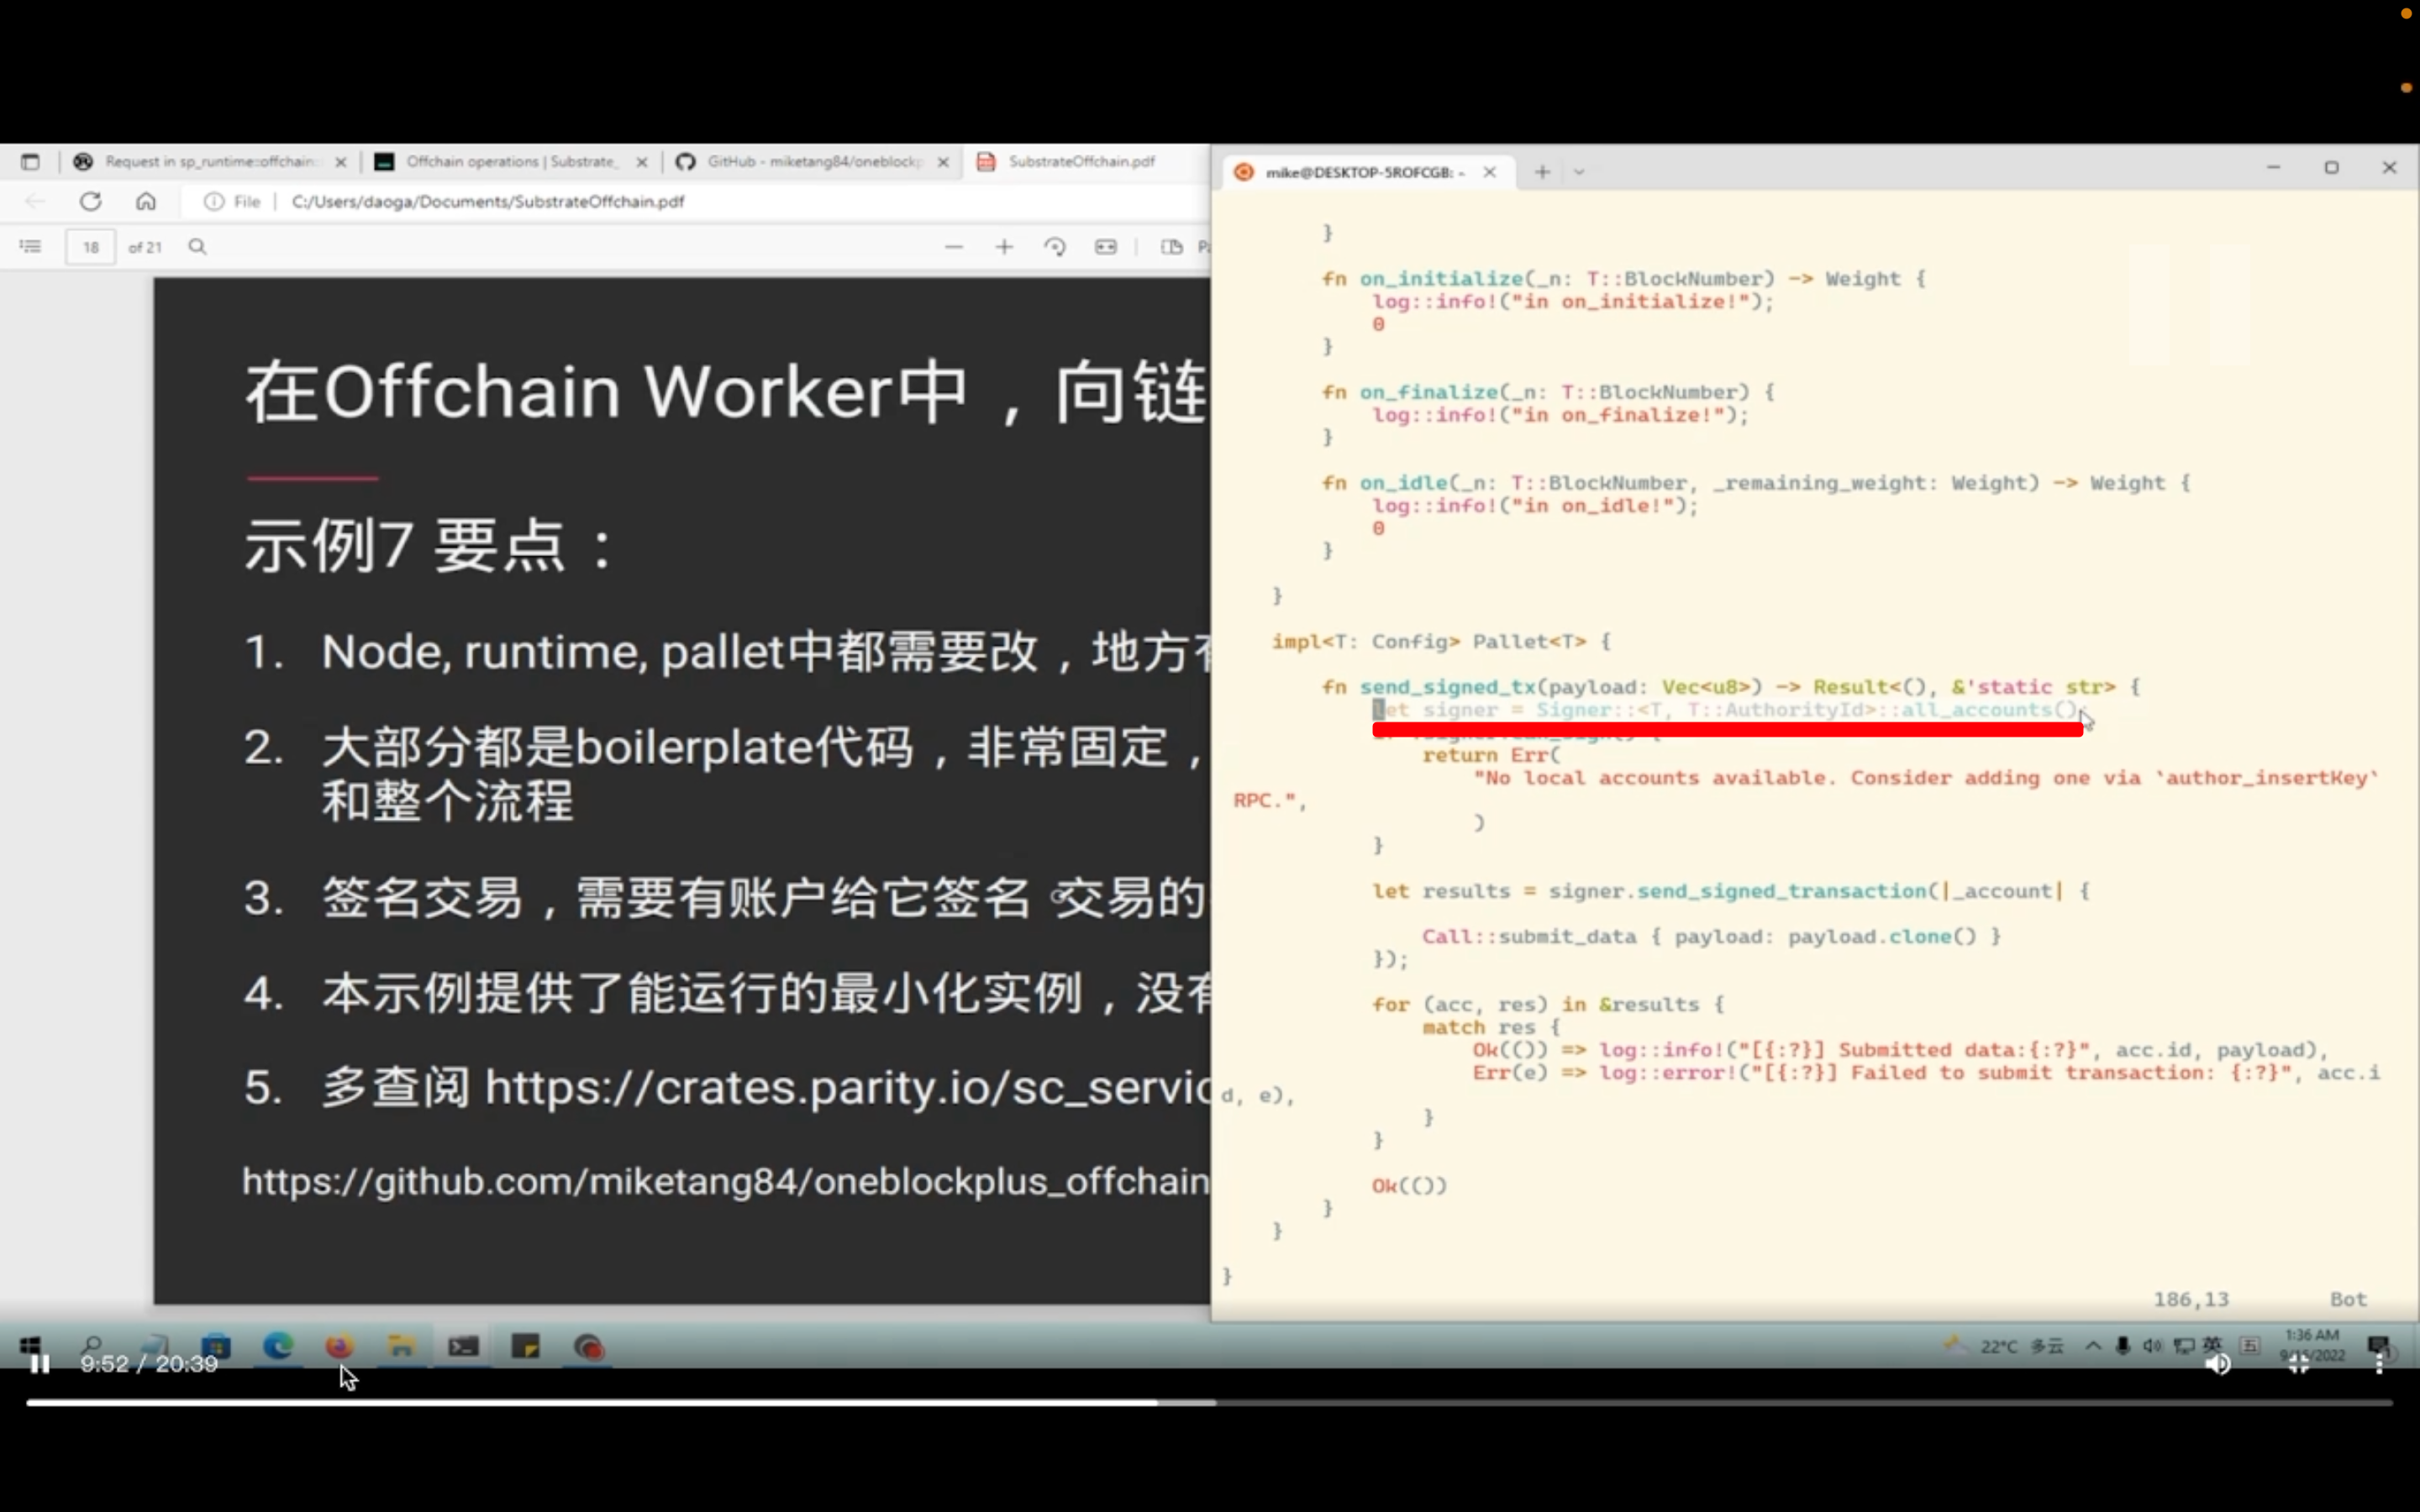 Request in sp_runtime::offchain:
Offchain operations | Substrate_
GitHub - miketang84/oneblockp
SubstrateOffchain.pdf
File
C:/Users/daoga/Documents/SubstrateOffchain.pdf
18 of 21
在Offchain Worker中，向链
示例7 要点：
1. Node, runtime, pallet中都需要改，地方
2. 大部分都是boilerplate代码，非常固定，
和整个流程
3. 签名交易，需要有账户给它签名 交易的
4. 本示例提供了能运行的最小化实例，没有
5. 多查阅 https://crates.parity.io/sc_servic
https://github.com/miketang84/oneblockplus_offchain
mike@DESKTOP-5ROFCGB: ~
}
fn on_initialize(_n: T::BlockNumber) -> Weight {
log::info!("in on_initialize!");
0
}
fn on_finalize(_n: T::BlockNumber) {
log::info!("in on_finalize!");
}
fn on_idle(_n: T::BlockNumber, _remaining_weight: Weight) -> Weight {
log::info!("in on_idle!");
0
}
}
impl<T: Config> Pallet<T> {
fn send_signed_tx(payload: Vec<u8>) -> Result<(), &'static str> {
let signer = Signer::<T, T::AuthorityId>::all_accounts()
return Err(
"No local accounts available. Consider adding one via `author_insertKey`
RPC.",
)
}
let results = signer.send_signed_transaction(|_account| {
Call::submit_data { payload: payload.clone() }
});
for (acc, res) in &results {
match res {
Ok(()) => log::info!("[{:?}] Submitted data:{:?}", acc.id, payload),
Err(e) => log::error!("[{:?}] Failed to submit transaction: {:?}", acc.i
d, e),
}
}
Ok(())
}
}
}
186,13 Bot
22°C 多云
英
五
1:36 AM
9:52 / 20:39